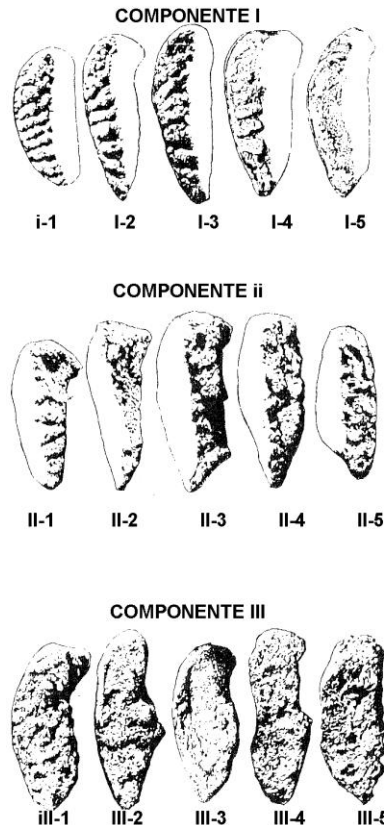 COMPONENTE I
i-1 I-2 I-3 I-4 I-5
COMPONENTE ii
II-1 II-2 II-3 II-4 II-5
COMPONENTE III
iII-1 III-2 III-3 III-4 III-5